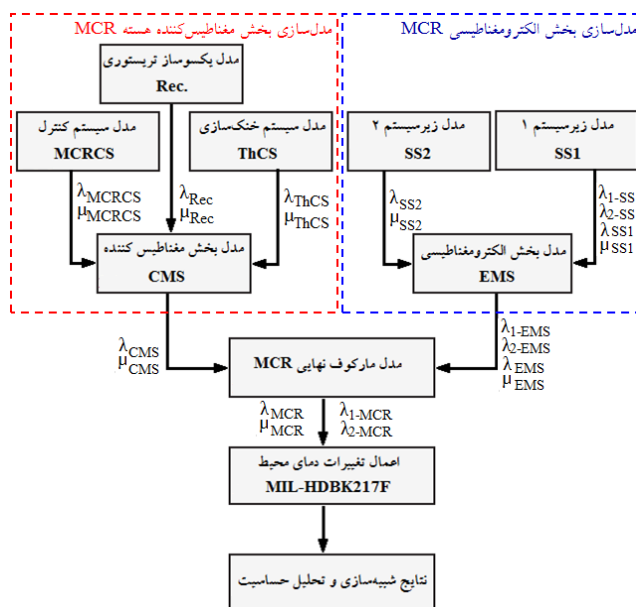 مدل‌سازی بخش مغناطیس‌کننده هسته MCR
مدل‌سازی بخش الکترومغناطیسی MCR
مدل یکسوساز تریستوری
Rec.
مدل سیستم کنترل
MCRCS
مدل سیستم خنک‌سازی
ThCS
مدل زیرسیستم ۲
SS2
مدل زیرسیستم ۱
SS1
λMCRCS
μMCRCS
λRec
μRec
λThCS
μThCS
λSS2
μSS2
λ1-SS
λ2-SS
λSS1
μSS1
مدل بخش مغناطیس کننده
CMS
مدل بخش الکترومغناطیسی
EMS
λCMS
μCMS
λ1-EMS
λ2-EMS
λEMS
μEMS
مدل مارکوف نهایی MCR
λMCR
μMCR
λ1-MCR
λ2-MCR
اعمال تغییرات دمای محیط
MIL-HDBK217F
نتایج شبیه‌سازی و تحلیل حساسیت